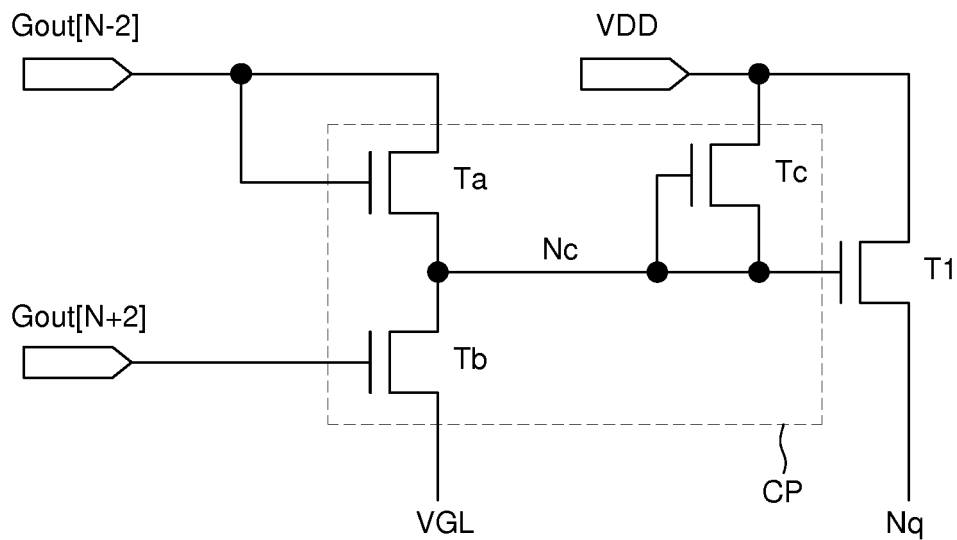 Gout[N-2]
VDD
Ta
Tc
Nc
T1
Gout[N+2]
Tb
CP
VGL
Nq